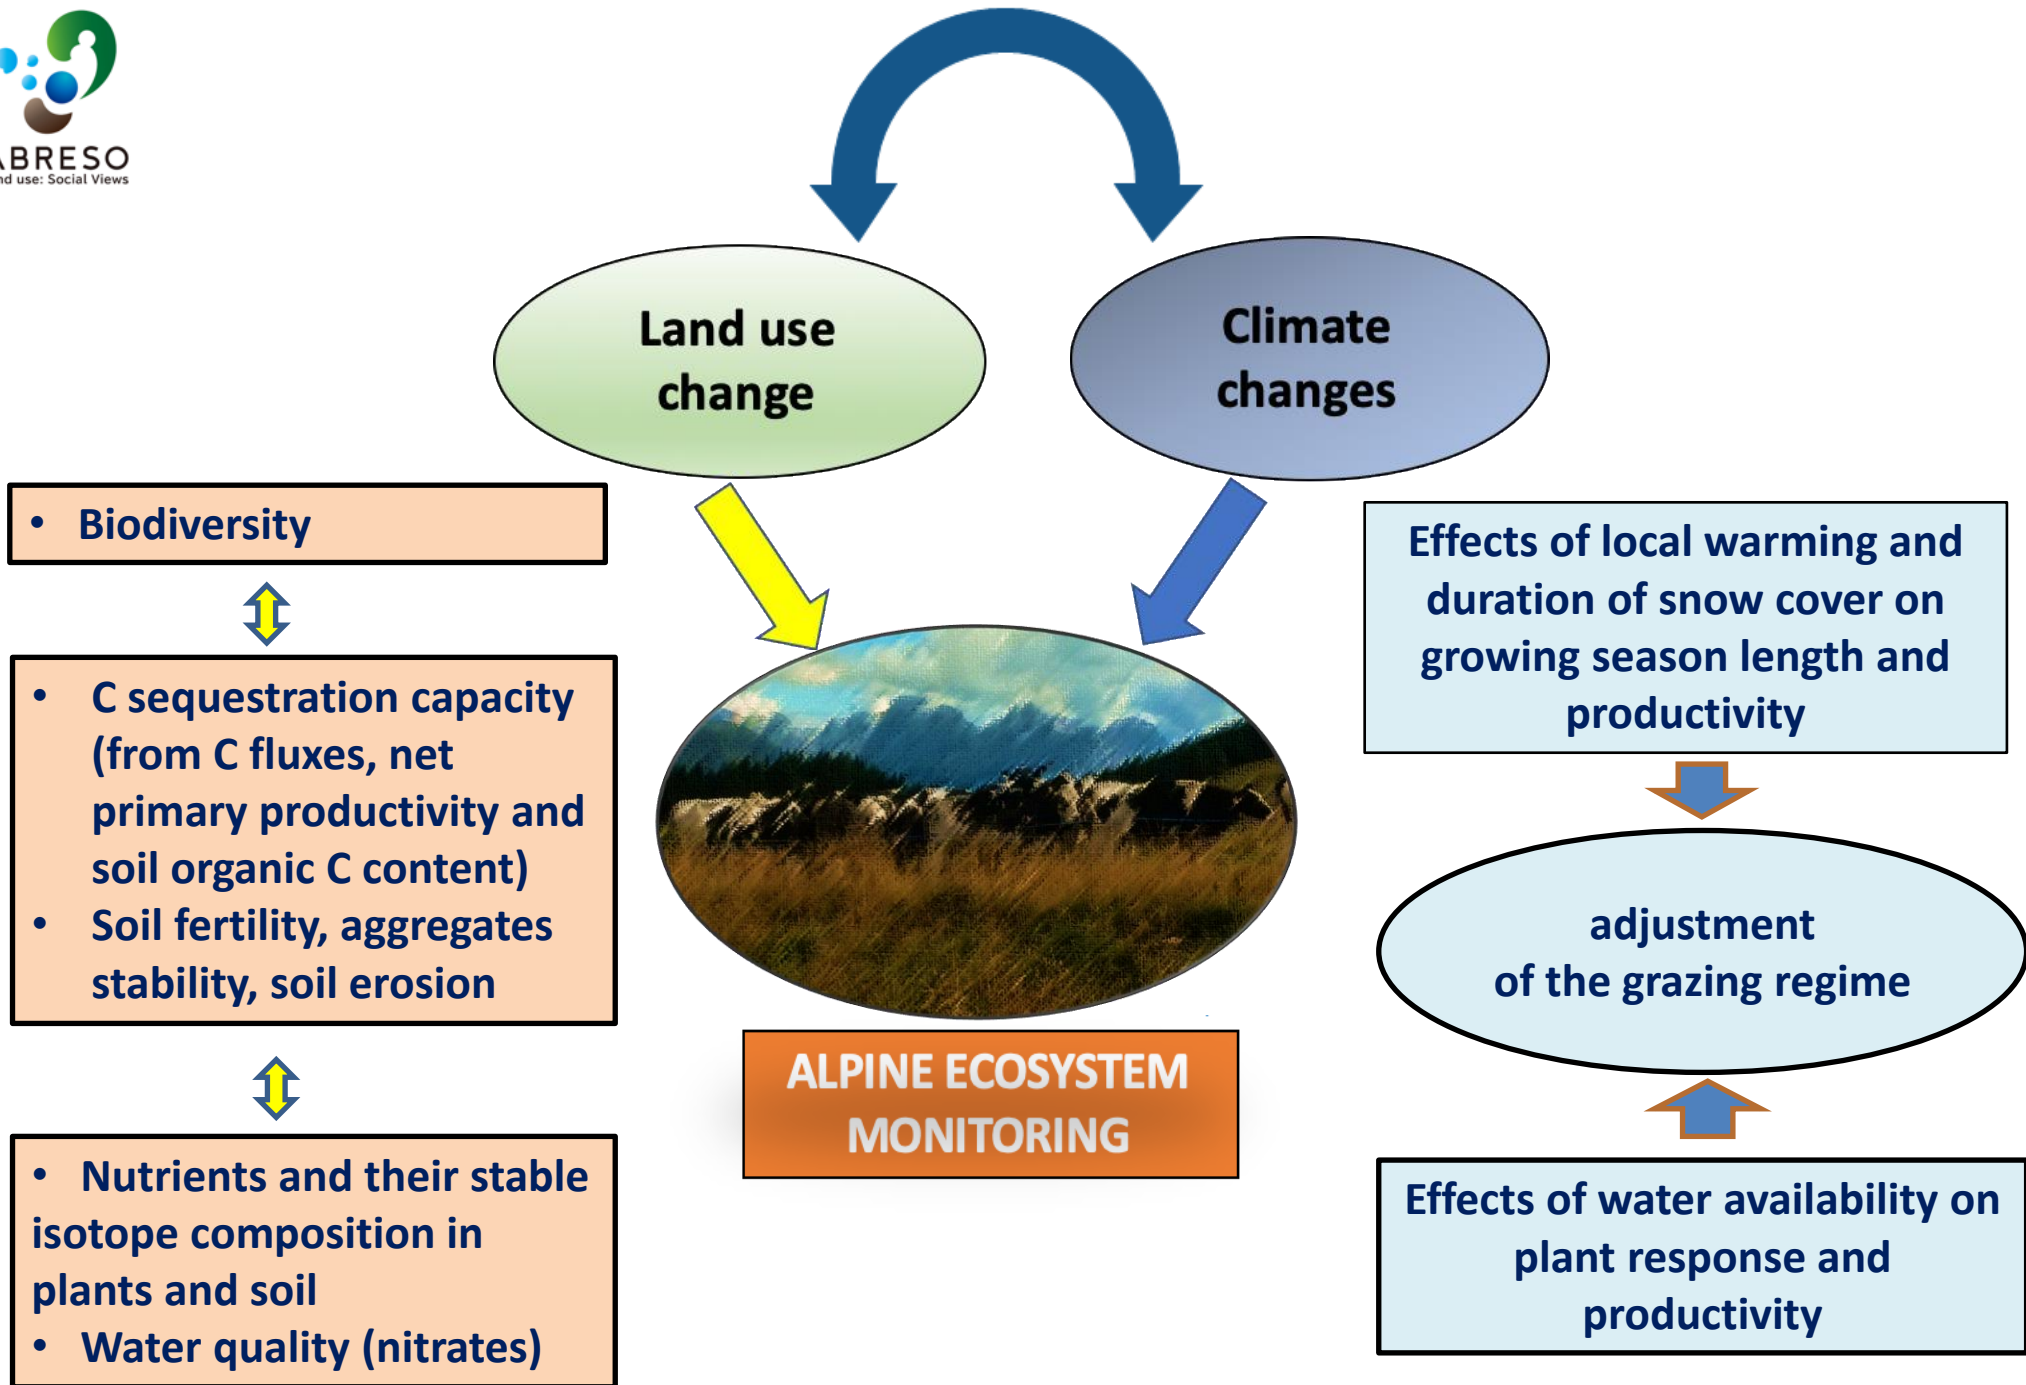 ABRESO
nd use: Social Views
Land use
change
Climate
changes
• Biodiversity
• C sequestration capacity
(from C fluxes, net
primary productivity and
soil organic C content)
• Soil fertility, aggregates
stability, soil erosion
• Nutrients and their stable
isotope composition in
plants and soil
• Water quality (nitrates)
ALPINE ECOSYSTEM
MONITORING
Effects of local warming and
duration of snow cover on
growing season length and
productivity
adjustment
of the grazing regime
Effects of water availability on
plant response and
productivity